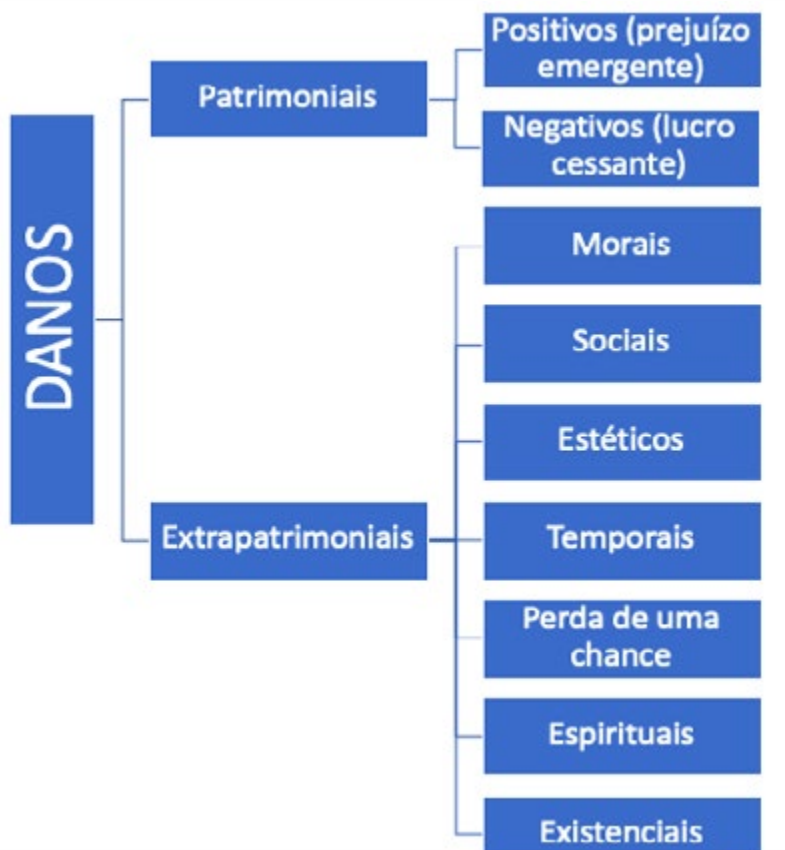 DANOS
Patrimoniais
Positivos (prejuízo
emergente)
Negativos (lucro
cessante)
Extrapatrimoniais
Morais
Sociais
Estéticos
Temporais
Perda de uma
chance
Espirituais
Existenciais